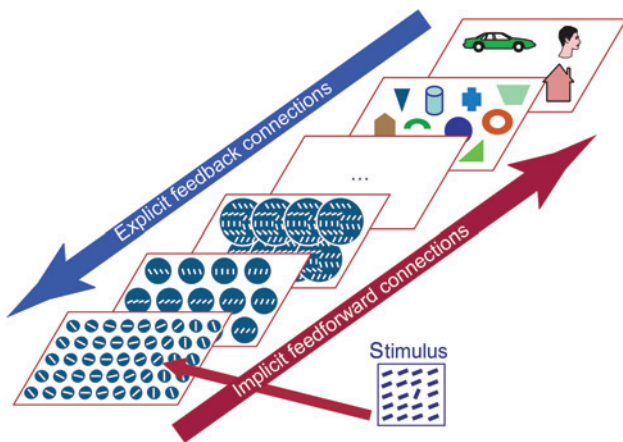 Explicit feedback connections
...
Implicit feedforward connections
Stimulus